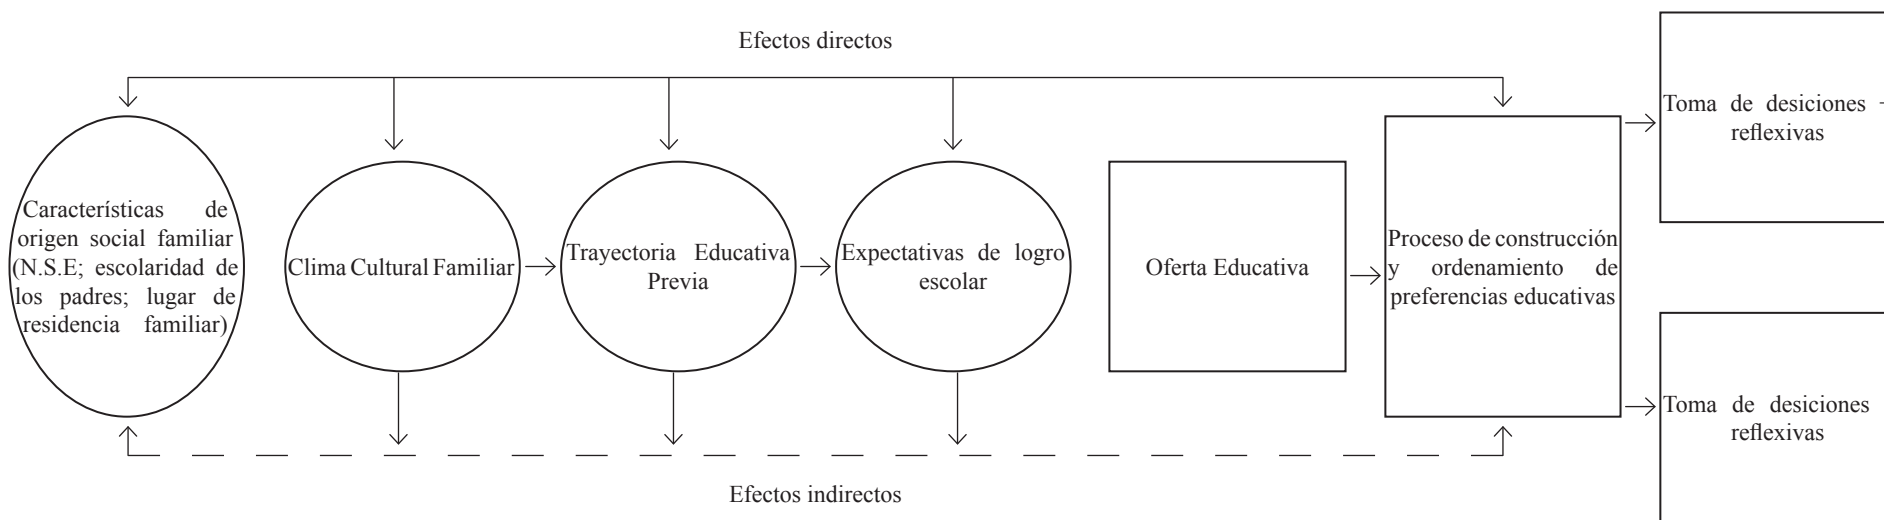 Efectos directos
Características de
origen social familiar
(N.S.E; escolaridad de
los padres; lugar de
residencia familiar)
Clima Cultural Familiar
Trayectoria Educativa
Previa
Expectativas de logro
escolar
Oferta Educativa
Proceso de construcción
y ordenamiento de
preferencias educativas
Toma de desiciones
reflexivas
Toma de desiciones
reflexivas
Efectos indirectos